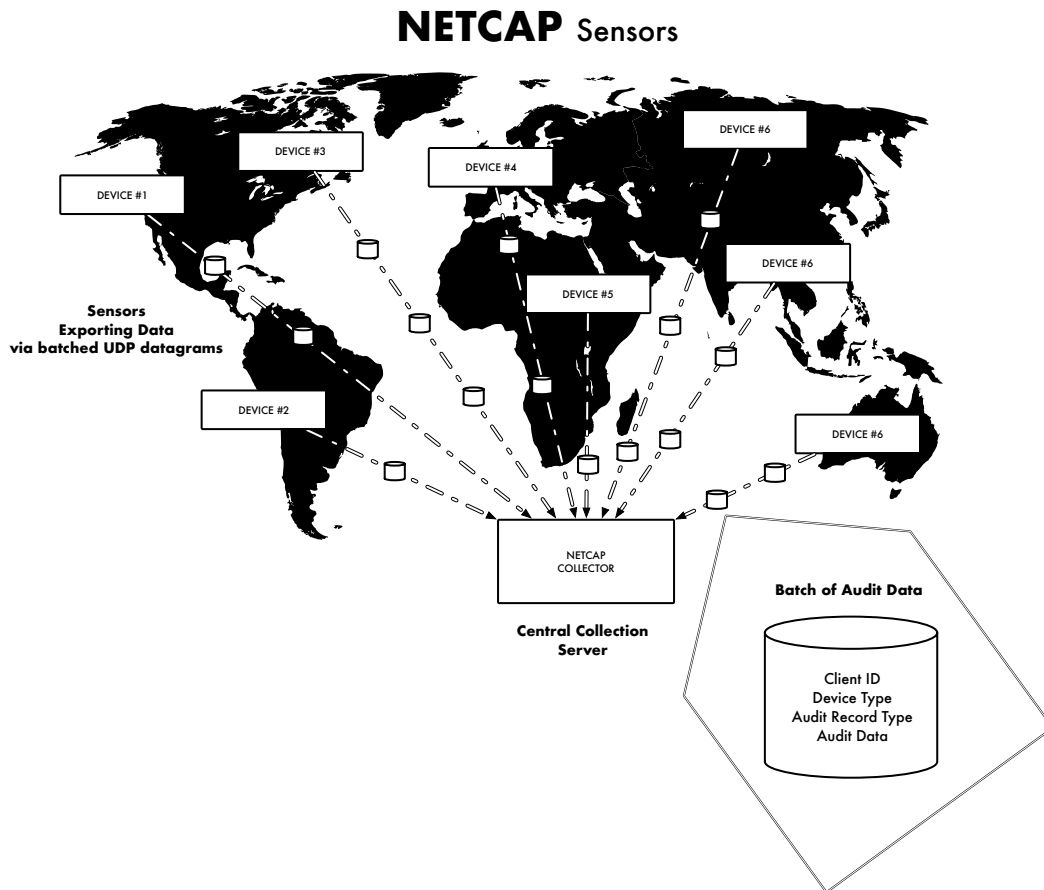 NETCAP Sensors
DEVICE #6
DEVICE #3
DEVICE #4
DEVICE #1
DEVICE #6
DEVICE #5
Sensors
Exporting Data
via batched UDP datagrams
DEVICE #2
DEVICE #6
NETCAP
COLLECTOR
Central Collection
Server
Batch of Audit Data
Client ID
Device Type
Audit Record Type
Audit Data